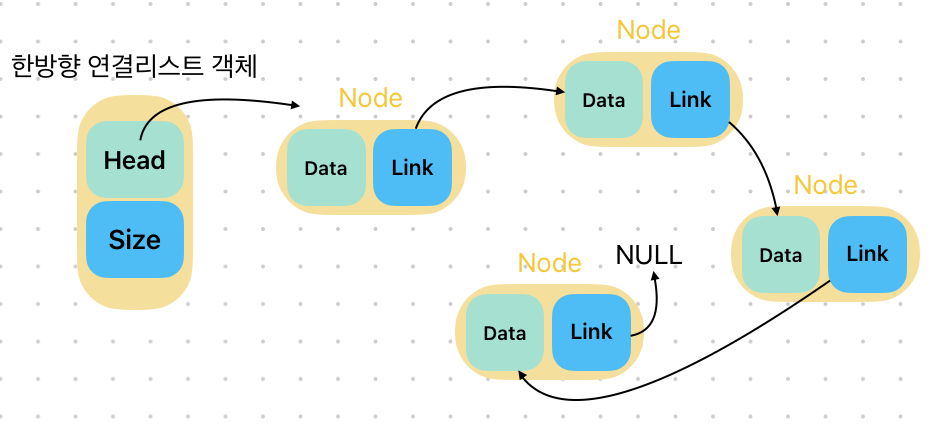 한방향 연결리스트 객체
Head
Size
Node
Data
Link
Node
Data
Link
Node
Data
Link
Node
Data
Link
NULL